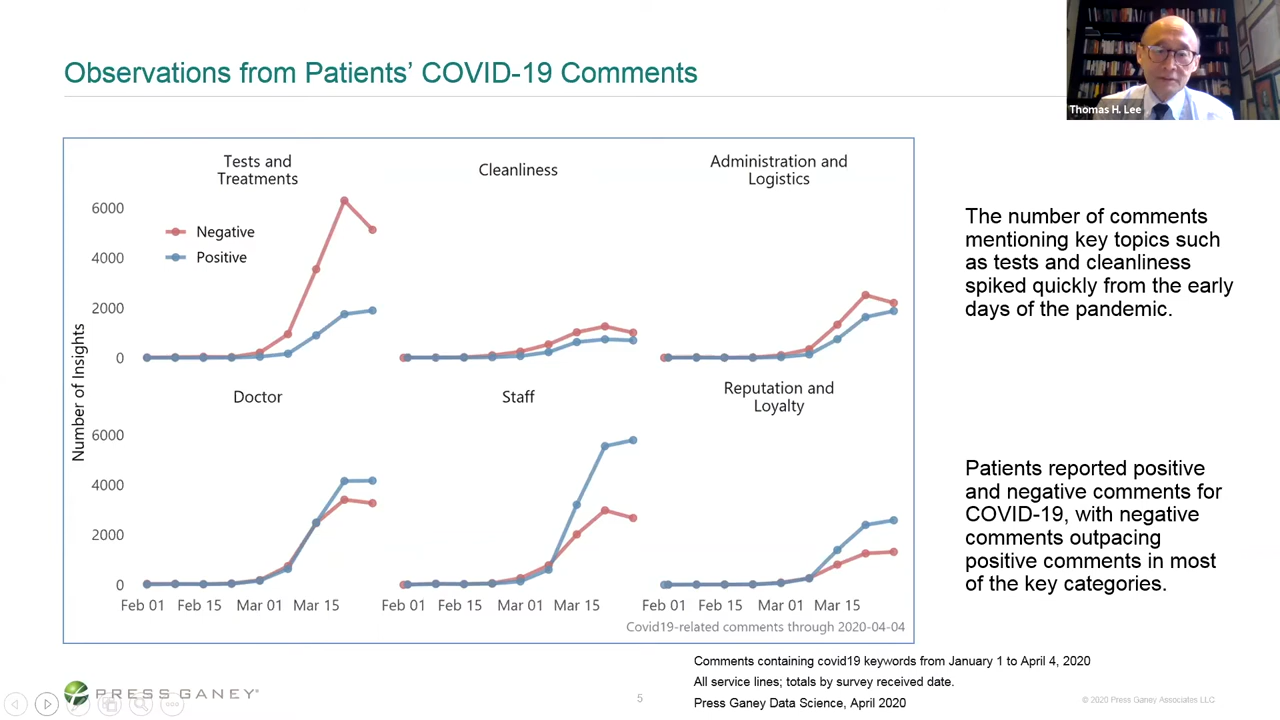 Observations from Patients’ COVID-19 Comments
Thomas H. Lee
Tests and
Treatments
Cleanliness
Administration and
Logistics
6000
4000
2000
0
Negative
Positive
Number of Insights
Doctor
Staff
Reputation and
Loyalty
6000
4000
2000
0
Feb 01 Feb 15 Mar 01 Mar 15
Feb 01 Feb 15 Mar 01 Mar 15
Feb 01 Feb 15 Mar 01 Mar 15
Covid19-related comments through 2020-04-04
The number of comments
mentioning key topics such
as tests and cleanliness
spiked quickly from the early
days of the pandemic.
Patients reported positive
and negative comments for
COVID-19, with negative
comments outpacing
positive comments in most
of the key categories.
Comments containing covid19 keywords from January 1 to April 4, 2020
All service lines; totals by survey received date.
Press Ganey Data Science, April 2020
PRESS GANEY®
5
© 2020 Press Ganey Associates LLC